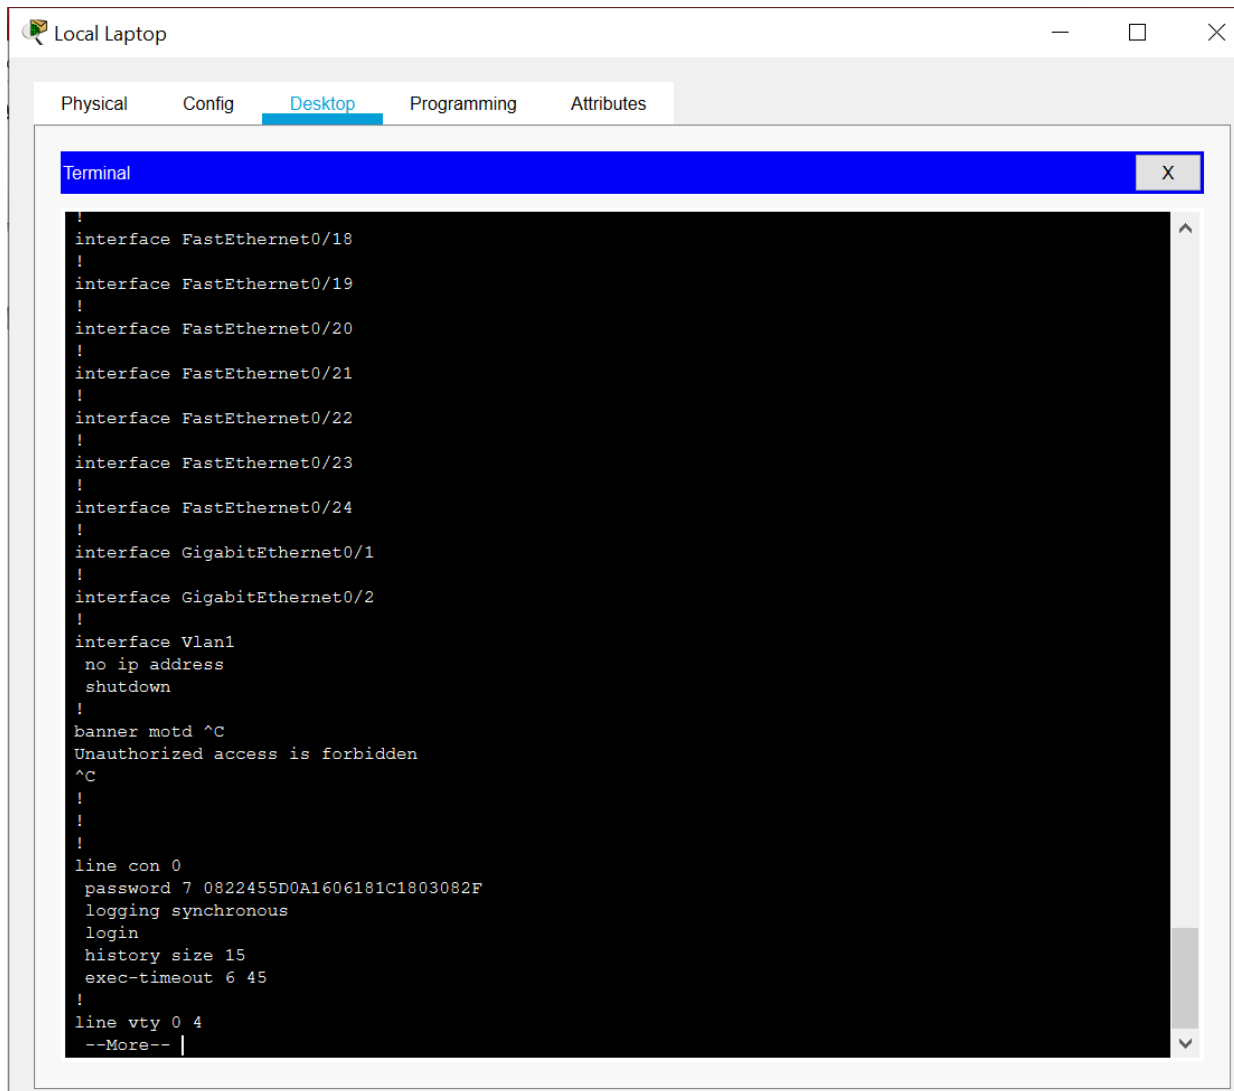 Local Laptop
Physical Config Desktop Programming Attributes
Terminal X
!
interface FastEthernet0/18
!
interface FastEthernet0/19
!
interface FastEthernet0/20
!
interface FastEthernet0/21
!
interface FastEthernet0/22
!
interface FastEthernet0/23
!
interface FastEthernet0/24
!
interface GigabitEthernet0/1
!
interface GigabitEthernet0/2
!
interface Vlan1
 no ip address
 shutdown
!
banner motd ^C
Unauthorized access is forbidden
^C
!
!
!
line con 0
 password 7 0822455D0A1606181C1803082F
 logging synchronous
 login
 history size 15
 exec-timeout 6 45
!
line vty 0 4
 --More--